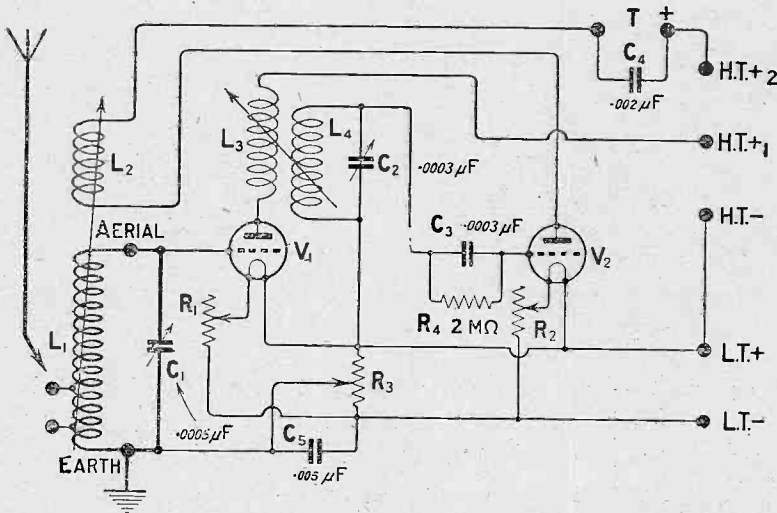 T +
C4
.002 µF
H.T.+2
H.T.+1
H.T.-
L2
L3
L4
C2
.0003 µF
AERIAL
V1
C3
.0003 µF
V2
R1
R4 2 MΩ
R2
L1
C1
.0005 µF
R3
L.T.+
L.T.-
C5
.005 µF
EARTH